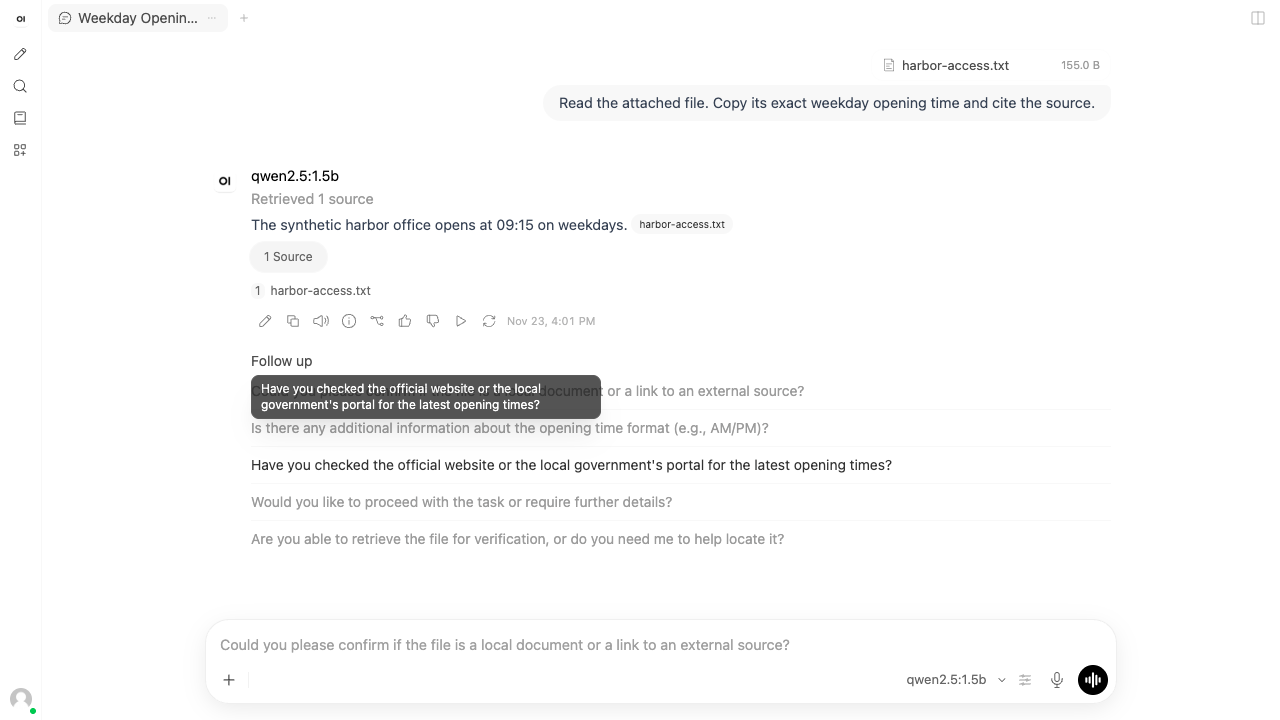 OI
Weekday Openin...
harbor-access.txt
155.0 B
Read the attached file. Copy its exact weekday opening time and cite the source.
OI
qwen2.5:1.5b
Retrieved 1 source
The synthetic harbor office opens at 09:15 on weekdays. harbor-access.txt
1 Source
1 harbor-access.txt
Nov 23, 4:01 PM
Follow up
Have you checked the official website or the local
government's portal for the latest opening times?
or a link to an external source?
Is there any additional information about the opening time format (e.g., AM/PM)?
Have you checked the official website or the local government's portal for the latest opening times?
Would you like to proceed with the task or require further details?
Are you able to retrieve the file for verification, or do you need me to help locate it?
Could you please confirm if the file is a local document or a link to an external source?
qwen2.5:1.5b